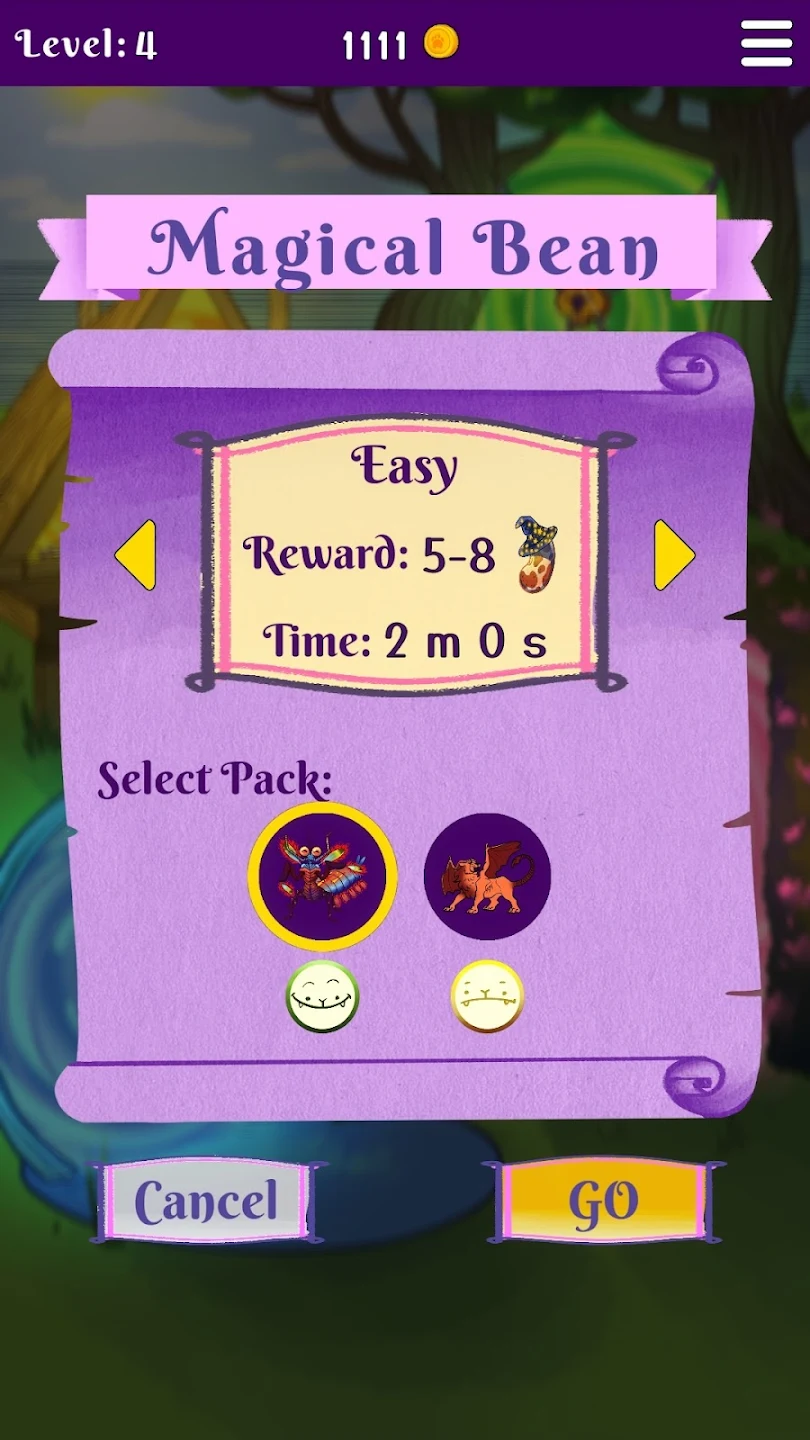 Level: 4
1111
Magical Bean
Easy
Reward: 5-8
Time: 2 m 0 s
Select Pack:
Cancel
GO